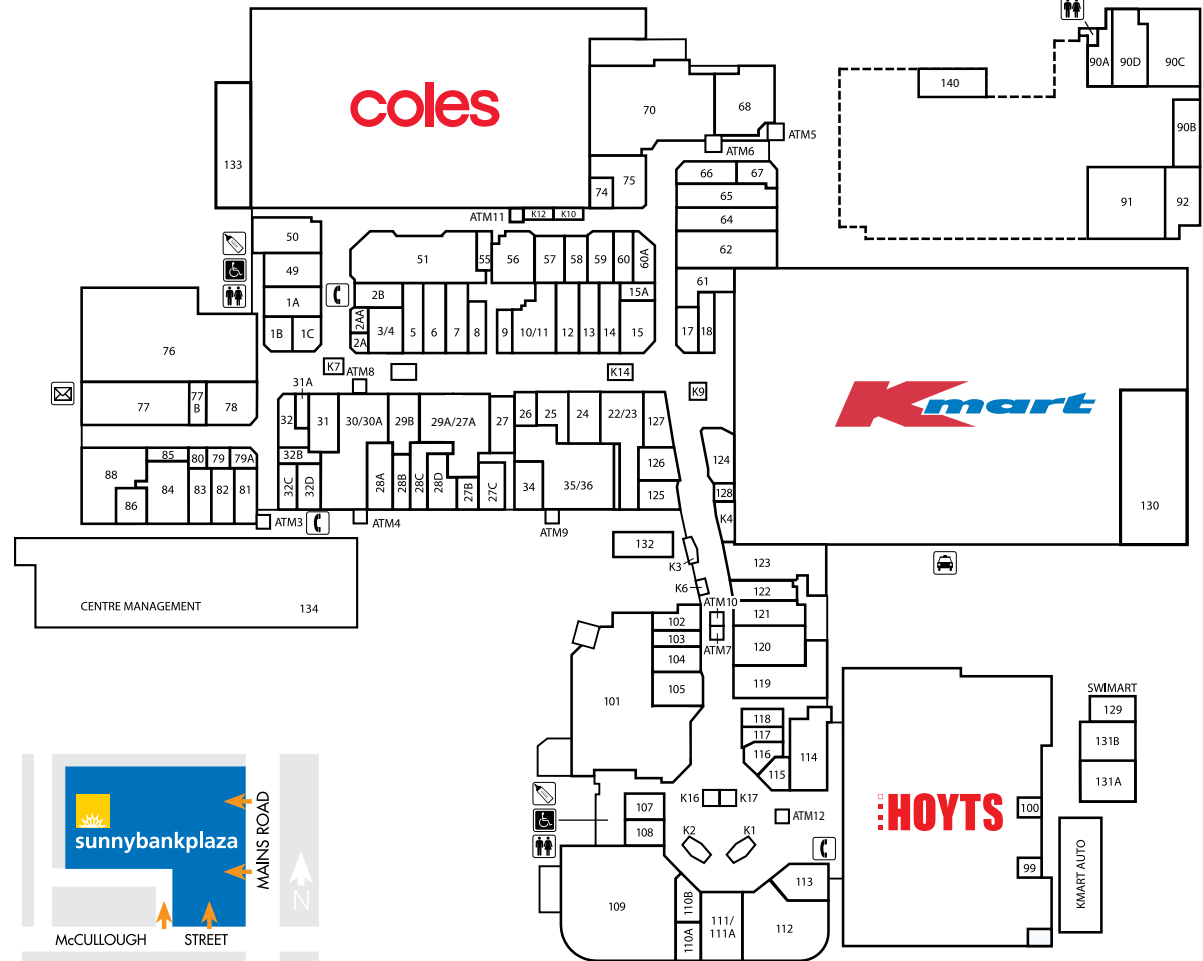 coles
133
70
68
ATM5
ATM6
75
74
ATM11
K12
K10
66
67
65
64
62
61
140
90A
90D
90C
90B
91
92
50
49
1A
1B
1C
51
55
56
57
58
59
60
60A
2B
2AA
2A
3/4
5
6
7
8
9
10/11
12
13
14
15A
15
17
18
76
77
77
B
78
K7
ATM8
K14
K9
kmart
130
31A
32
31
30/30A
29B
29A/27A
27
26
25
24
22/23
127
32B
32C
32D
28A
28B
28C
28D
27B
27C
34
35/36
126
125
124
128
K4
85
80
79
79A
88
86
84
83
82
81
ATM3
ATM4
ATM9
132
K3
K6
123
122
121
120
119
ATM10
ATM7
CENTRE MANAGEMENT
134
102
103
104
105
101
118
117
116
115
114
HOYTS
100
99
SWIMART
129
131B
131A
KMART AUTO
K16
K17
ATM12
K2
K1
107
108
109
110B
110A
111/
111A
112
113
sunnybankplaza
MAINS ROAD
N
McCULLOUGH STREET